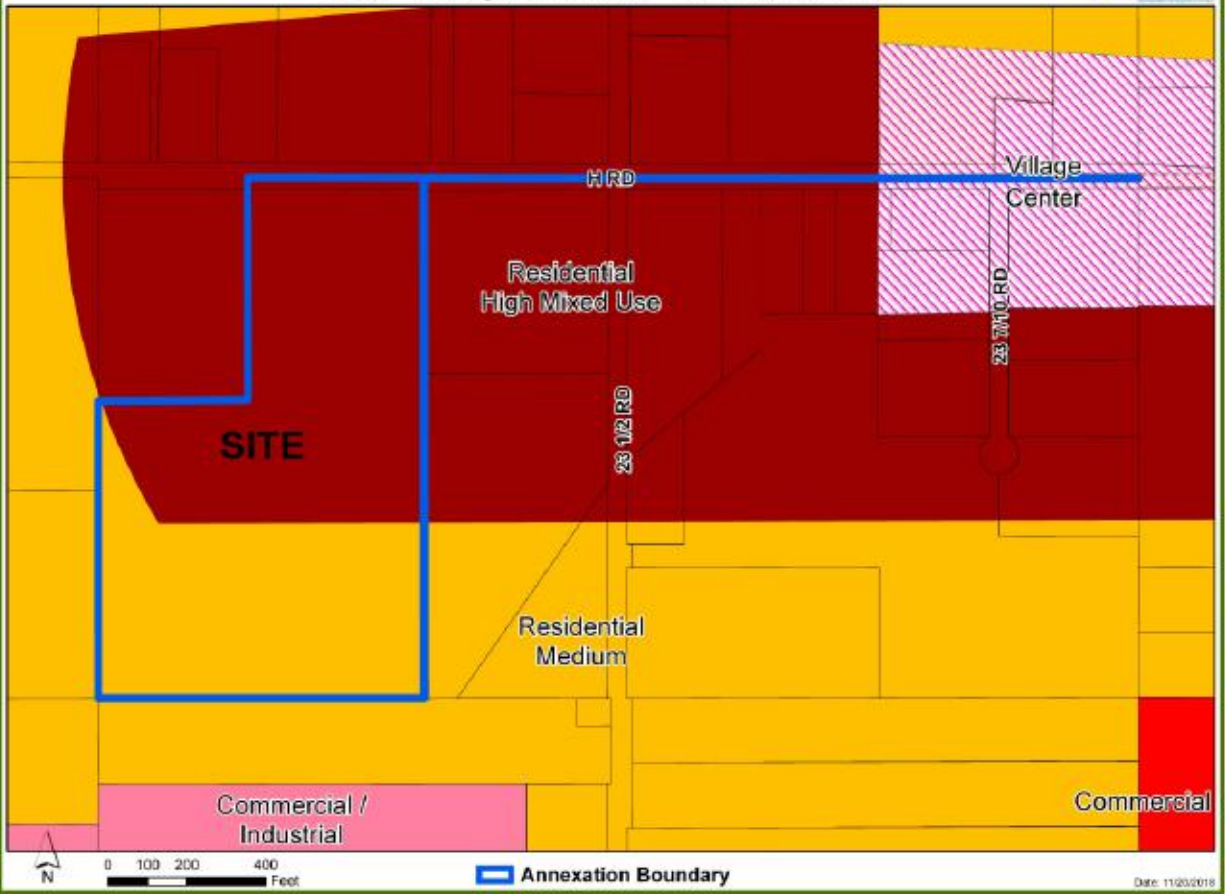 Village
Center
H RD
Residential
High Mixed Use
23 7/10 RD
23 1/2 RD
SITE
Residential
Medium
Commercial /
Industrial
Commercial
N
0 100 200 400
Feet
Annexation Boundary
Date: 11/20/2018